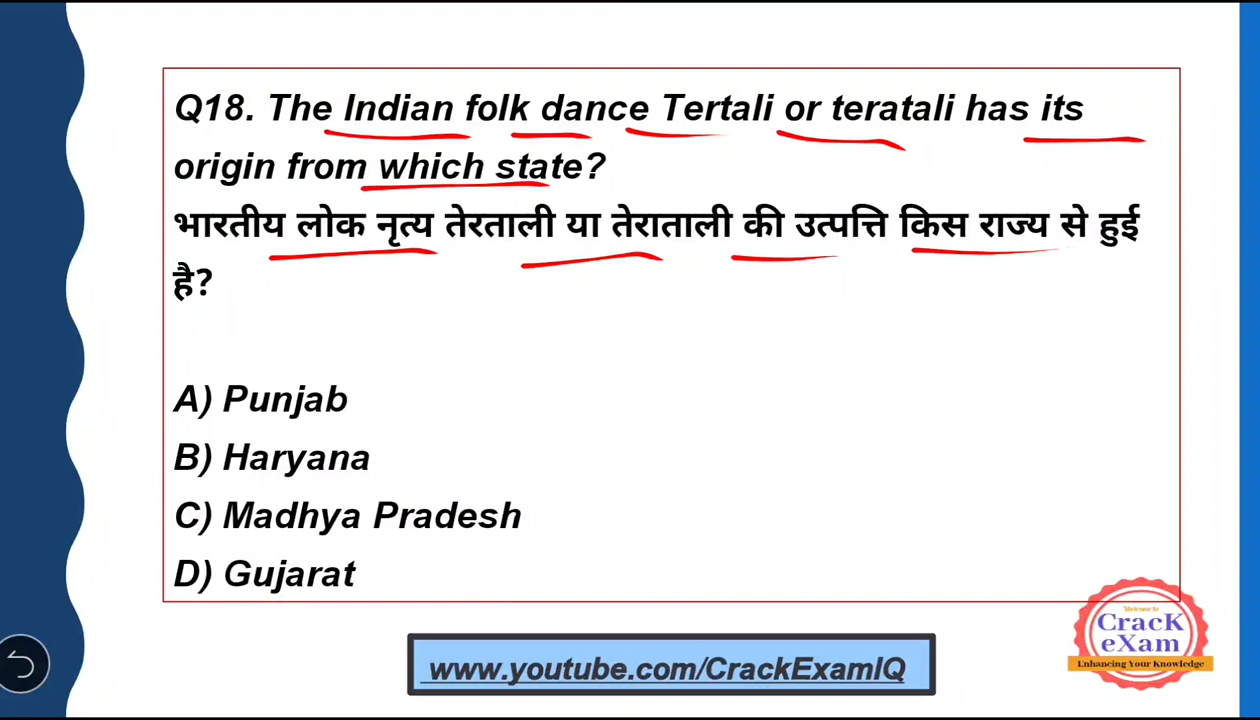 Q18. The Indian folk dance Tertali or teratali has its
origin from which state?
भारतीय लोक नृत्य तेरताली या तेराताली की उत्पत्ति किस राज्य से हुई
है?
A) Punjab
B) Haryana
C) Madhya Pradesh
D) Gujarat
Welcome to
CracK
eXam
Enhancing Your Knowledge
www.youtube.com/CrackExamIQ